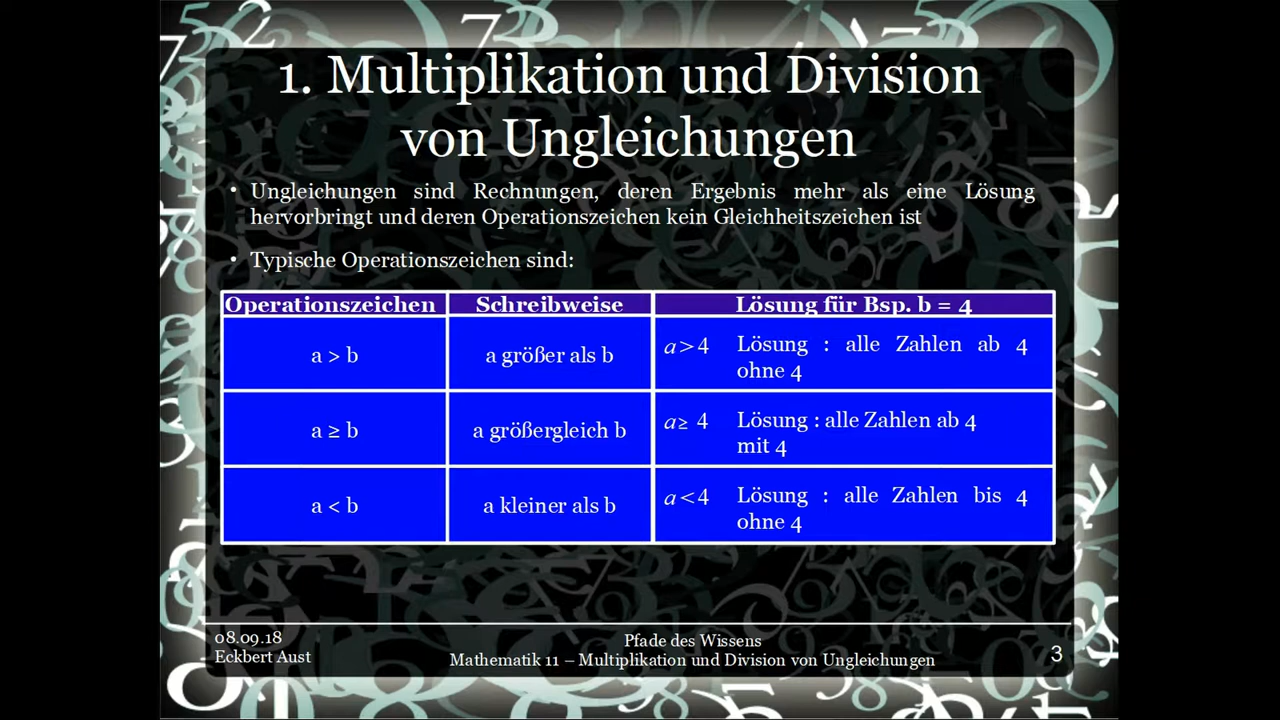 1. Multiplikation und Division
von Ungleichungen
• Ungleichungen sind Rechnungen, deren Ergebnis mehr als eine Lösung
hervorbringt und deren Operationszeichen kein Gleichheitszeichen ist
• Typische Operationszeichen sind:
Operationszeichen Schreibweise Lösung für Bsp. b = 4
a > b a größer als b a > 4 Lösung : alle Zahlen ab 4
ohne 4
a ≥ b a größergleich b a ≥ 4 Lösung : alle Zahlen ab 4
mit 4
a < b a kleiner als b a < 4 Lösung : alle Zahlen bis 4
ohne 4
08.09.18
Eckbert Aust
Pfade des Wissens
Mathematik 11 – Multiplikation und Division von Ungleichungen
3